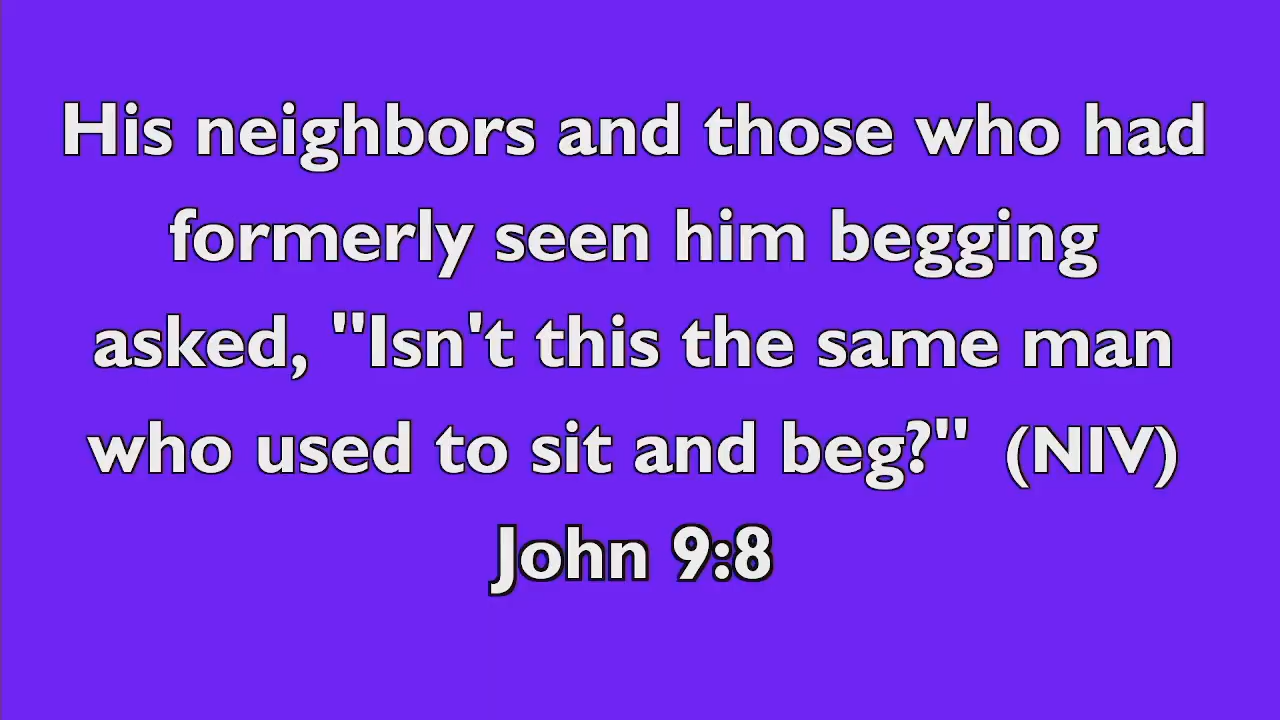 His neighbors and those who had
formerly seen him begging
asked, "Isn't this the same man
who used to sit and beg?"  (NIV)
John 9:8